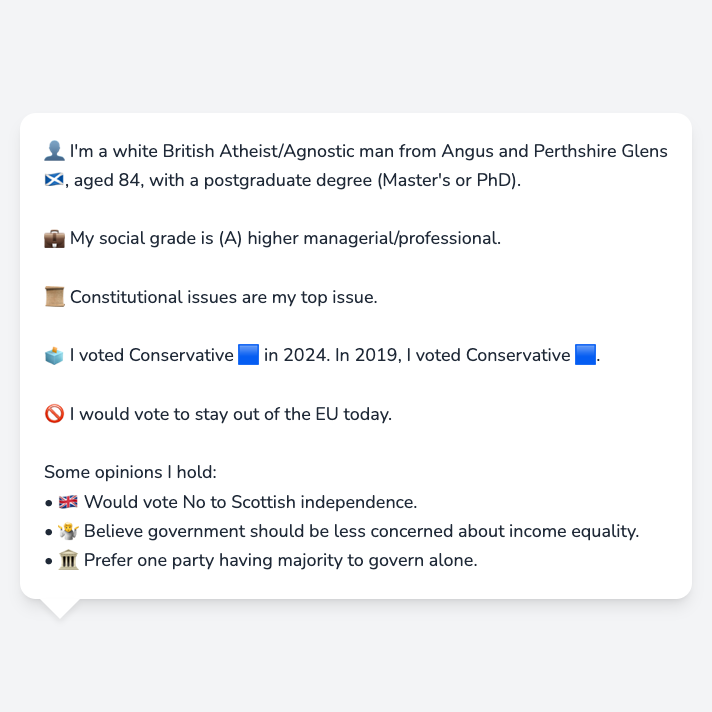 👤 I'm a white British Atheist/Agnostic man from Angus and Perthshire Glens
🏴󠁧󠁢󠁳󠁣󠁴󠁿, aged 84, with a postgraduate degree (Master's or PhD).
💼 My social grade is (A) higher managerial/professional.
📜 Constitutional issues are my top issue.
🗳️ I voted Conservative 🟦 in 2024. In 2019, I voted Conservative 🟦.
🚫 I would vote to stay out of the EU today.
Some opinions I hold:
• 🇬🇧 Would vote No to Scottish independence.
• 🤷 Believe government should be less concerned about income equality.
• 🏛️ Prefer one party having majority to govern alone.